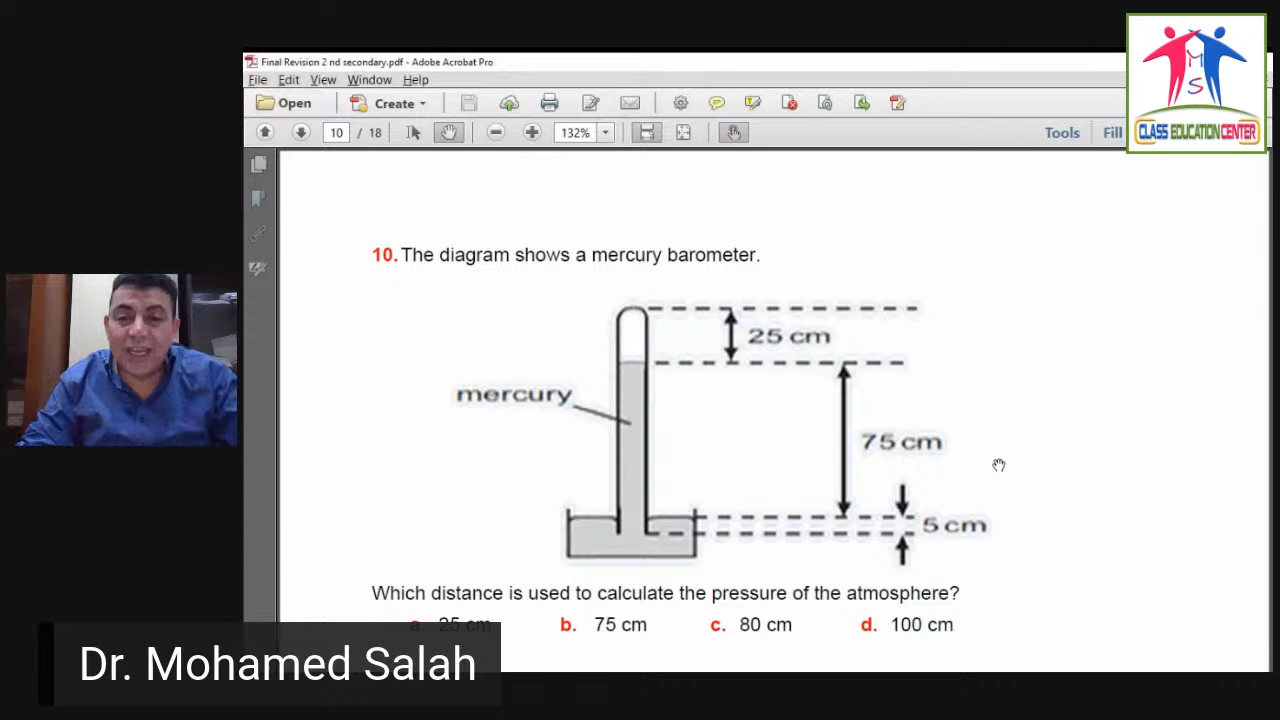 M
S
CLASS EDUCATION CENTER
Final Revision 2 nd secondary.pdf - Adobe Acrobat Pro
File Edit View Window Help
Open Create
10 / 18 132% Tools Fill
10. The diagram shows a mercury barometer.
25 cm
mercury
75 cm
5 cm
Which distance is used to calculate the pressure of the atmosphere?
a. 25 cm b. 75 cm c. 80 cm d. 100 cm
Dr. Mohamed Salah